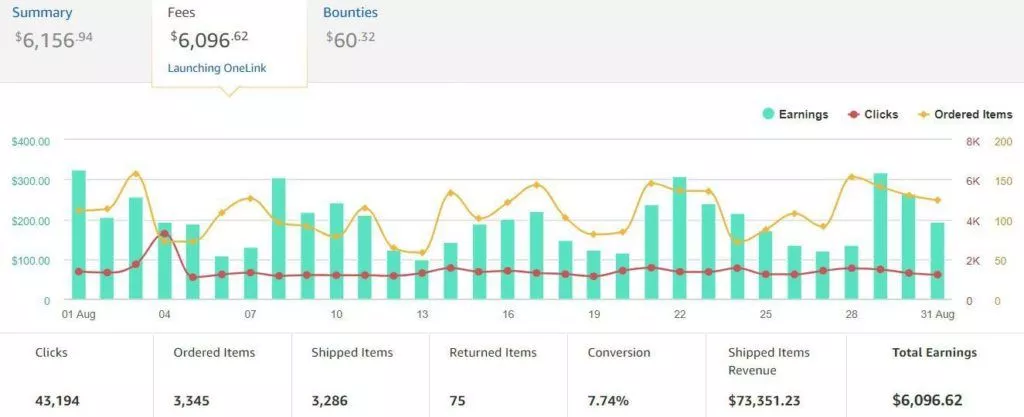 Summary
$6,156.94
Fees
$6,096.62
Launching OneLink
Bounties
$60.32
Earnings Clicks Ordered Items
$400.00 8K 200
$300.00 6K 150
$200.00 4K 100
$100.00 2K 50
0 0 0
01 Aug 04 07 10 13 16 19 22 25 28 31 Aug
Clicks
43,194
Ordered Items
3,345
Shipped Items
3,286
Returned Items
75
Conversion
7.74%
Shipped Items
Revenue
$73,351.23
Total Earnings
$6,096.62